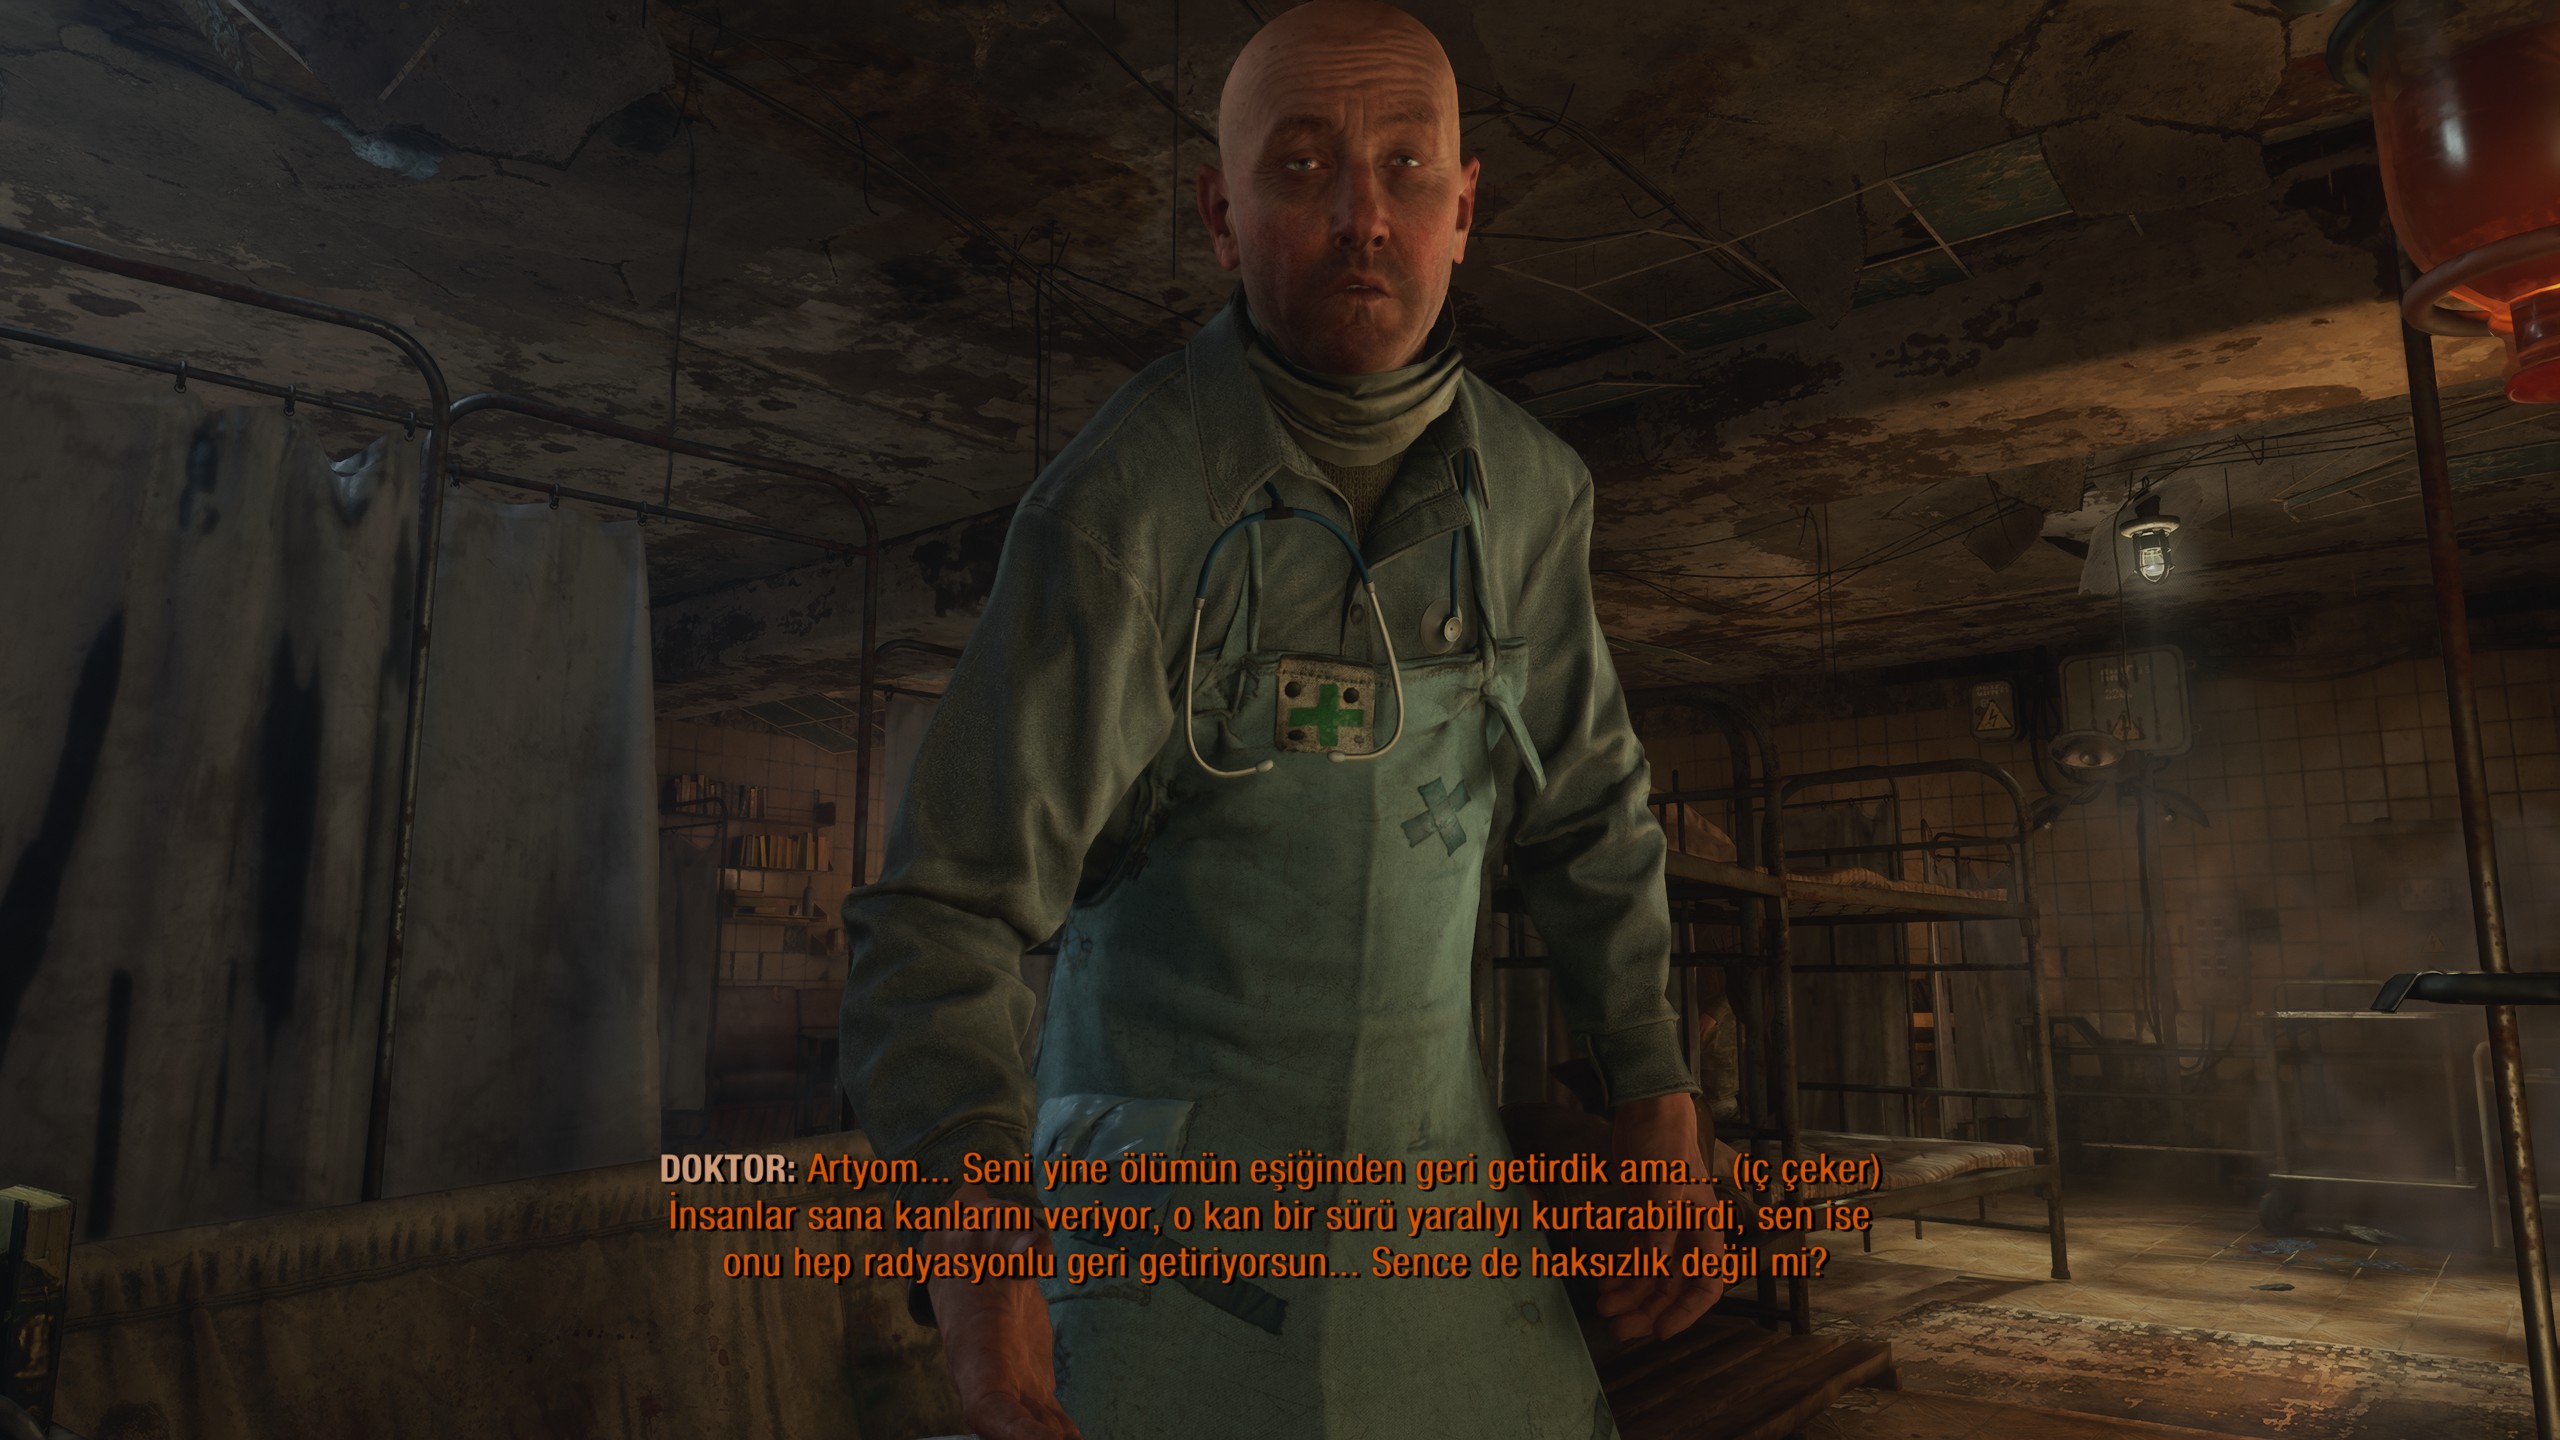 DOKTOR: Artyom... Seni yine ölümün eşiğinden geri getirdik ama... (iç çeker)
İnsanlar sana kanlarını veriyor, o kan bir sürü yaralıyı kurtarabilirdi, sen ise
onu hep radyasyonlu geri getiriyorsun... Sence de haksızlık değil mi?